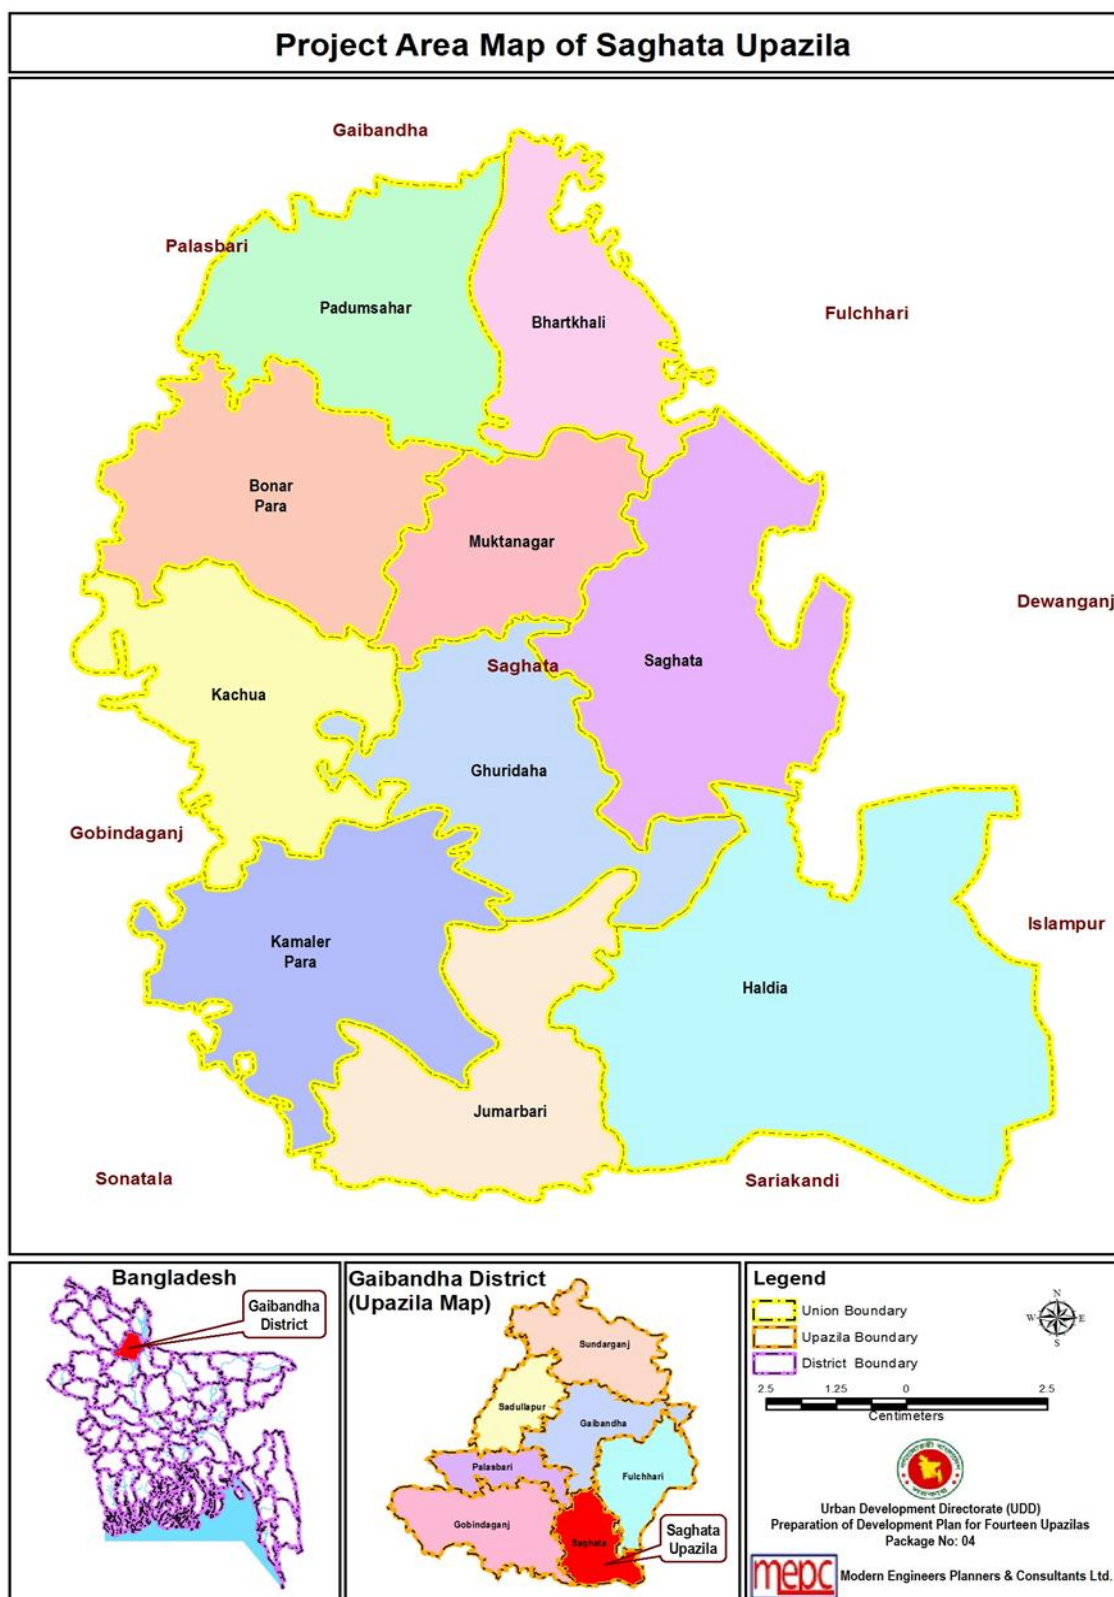 Project Area Map of Saghata Upazila
Gaibandha
Palasbari
Padumsahar
Bhartkhali
Fulchhari
Bonar
Para
Muktanagar
Dewanganj
Saghata
Saghata
Kachua
Ghuridaha
Gobindaganj
Islampur
Kamaler
Para
Haldia
Jumarbari
Sonatala
Sariakandi
Bangladesh
Gaibandha
District
Gaibandha District
(Upazila Map)
Sundarganj
Sadullapur
Gaibandha
Palasbari
Fulchhari
Gobindaganj
Saghata
Saghata
Upazila
Legend
Union Boundary
Upazila Boundary
District Boundary
N
W
E
S
2.5 1.25 0 2.5
Centimeters
Urban Development Directorate (UDD)
Preparation of Development Plan for Fourteen Upazilas
Package No: 04
mepc
Modern Engineers Planners & Consultants Ltd.